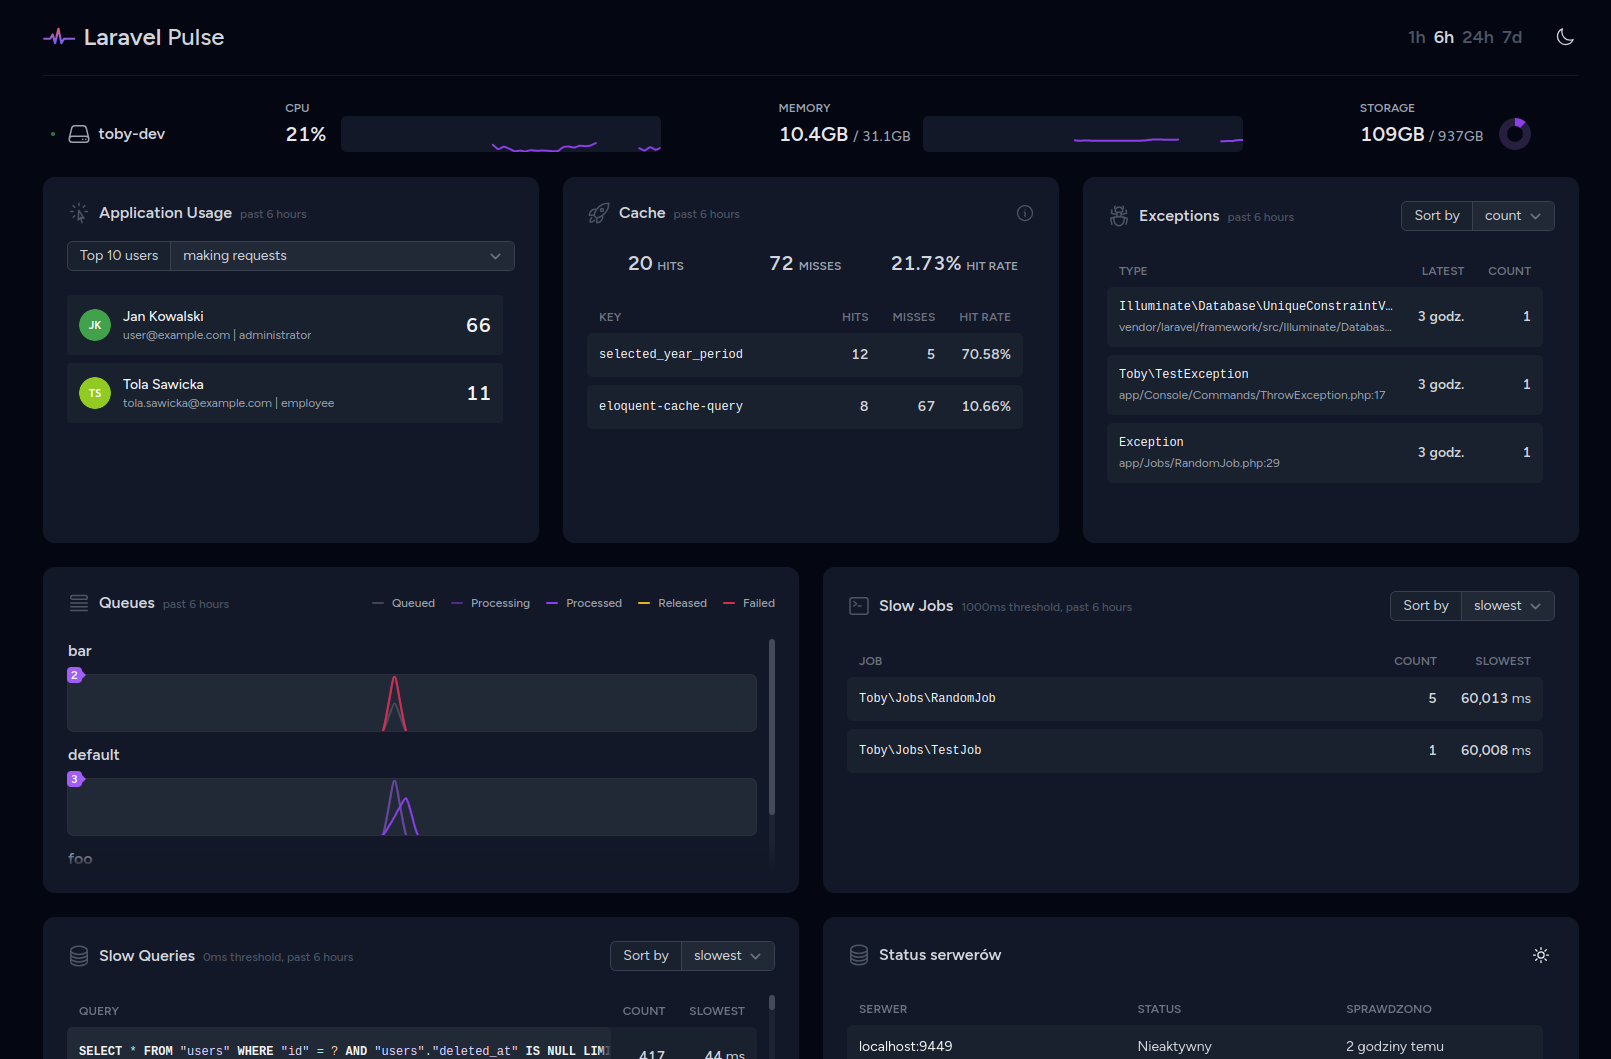 Laravel Pulse
1h 6h 24h 7d
toby-dev
CPU
21%
MEMORY
10.4GB / 31.1GB
STORAGE
109GB / 937GB
Application Usage past 6 hours
Top 10 users making requests
JK
Jan Kowalski
user@example.com | administrator
66
TS
Tola Sawicka
tola.sawicka@example.com | employee
11
Cache past 6 hours
20 HITS 72 MISSES 21.73% HIT RATE
KEY HITS MISSES HIT RATE
selected_year_period 12 5 70.58%
eloquent-cache-query 8 67 10.66%
Exceptions past 6 hours
Sort by count
TYPE LATEST COUNT
Illuminate\Database\UniqueConstraintV…
vendor/laravel/framework/src/Illuminate/Databas…
3 godz. 1
Toby\TestException
app/Console/Commands/ThrowException.php:17
3 godz. 1
Exception
app/Jobs/RandomJob.php:29
3 godz. 1
Queues past 6 hours
Queued Processing Processed Released Failed
bar
2
default
3
foo
Slow Jobs 1000ms threshold, past 6 hours
Sort by slowest
JOB COUNT SLOWEST
Toby\Jobs\RandomJob 5 60,013 ms
Toby\Jobs\TestJob 1 60,008 ms
Slow Queries 0ms threshold, past 6 hours
Sort by slowest
QUERY COUNT SLOWEST
SELECT * FROM "users" WHERE "id" = ? AND "users"."deleted_at" IS NULL LIMI
417 44 ms
Status serwerów
SERWER STATUS SPRAWDZONO
localhost:9449 Nieaktywny 2 godziny temu